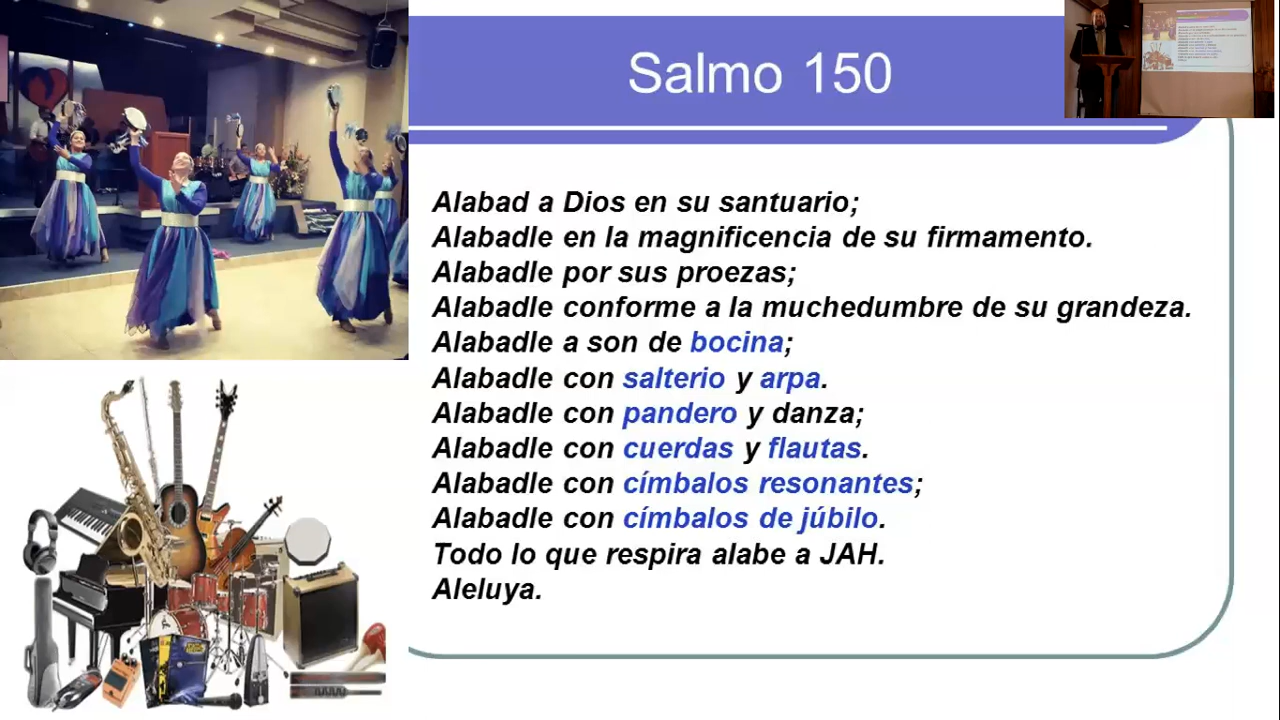 Salmo 150
Alabad a Dios en su santuario;
Alabadle en la magnificencia de su firmamento.
Alabadle por sus proezas;
Alabadle conforme a la muchedumbre de su grandeza.
Alabadle a son de bocina;
Alabadle con salterio y arpa.
Alabadle con pandero y danza;
Alabadle con cuerdas y flautas.
Alabadle con címbalos resonantes;
Alabadle con címbalos de júbilo.
Todo lo que respira alabe a JAH.
Aleluya.